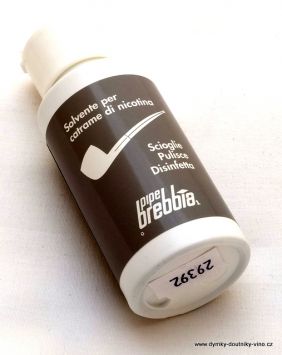 Solvente per
catrame di nicotina
Scioglie
Pulisce
Disinfetta
pipe
brebbia
29392
www.dymky-doutniky-vino.cz